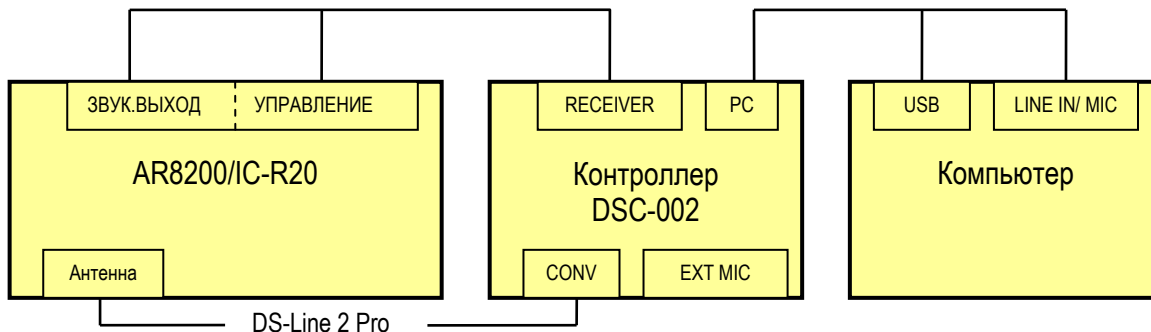 ЗВУК.ВЫХОД
УПРАВЛЕНИЕ
RECEIVER
PC
USB
LINE IN/ MIC
AR8200/IC-R20
Контроллер
DSC-002
Компьютер
Антенна
CONV
EXT MIC
DS-Line 2 Pro